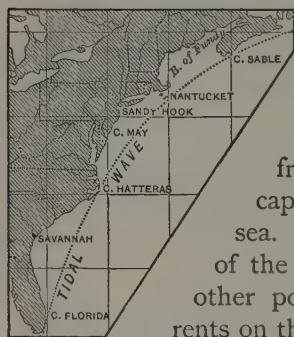 B. of Fundy
C. SABLE
NANTUCKET
SANDY HOOK
C. MAY
TIDAL WAVE
C. HATTERAS
SAVANNAH
C. FLORIDA
cap
sea.
of the
other po
rents on th